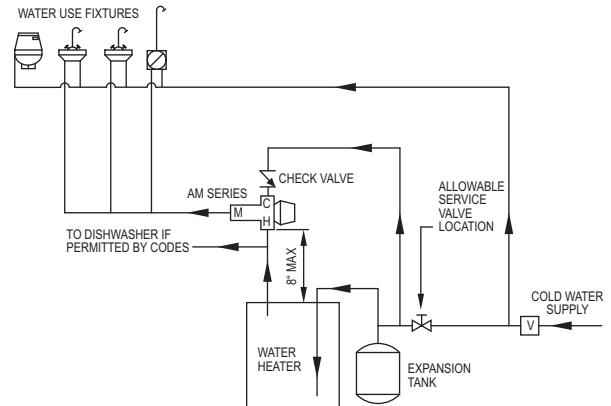 WATER USE FIXTURES
CHECK VALVE
ALLOWABLE
SERVICE
VALVE
LOCATION
AM SERIES
C
M
H
TO DISHWASHER IF
PERMITTED BY CODES
8" MAX
COLD WATER
SUPPLY
V
WATER
HEATER
EXPANSION
TANK